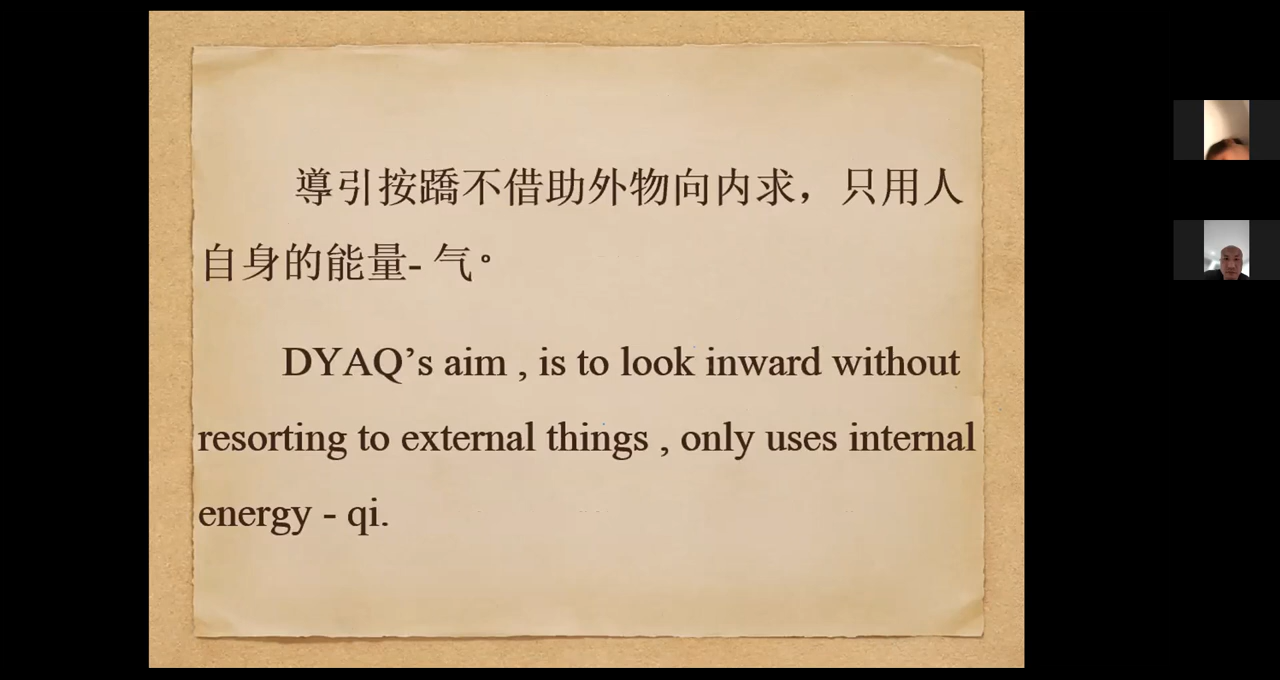 導引按蹻不借助外物向内求，只用人
自身的能量- 气。
DYAQ’s aim , is to look inward without
resorting to external things , only uses internal
energy - qi.